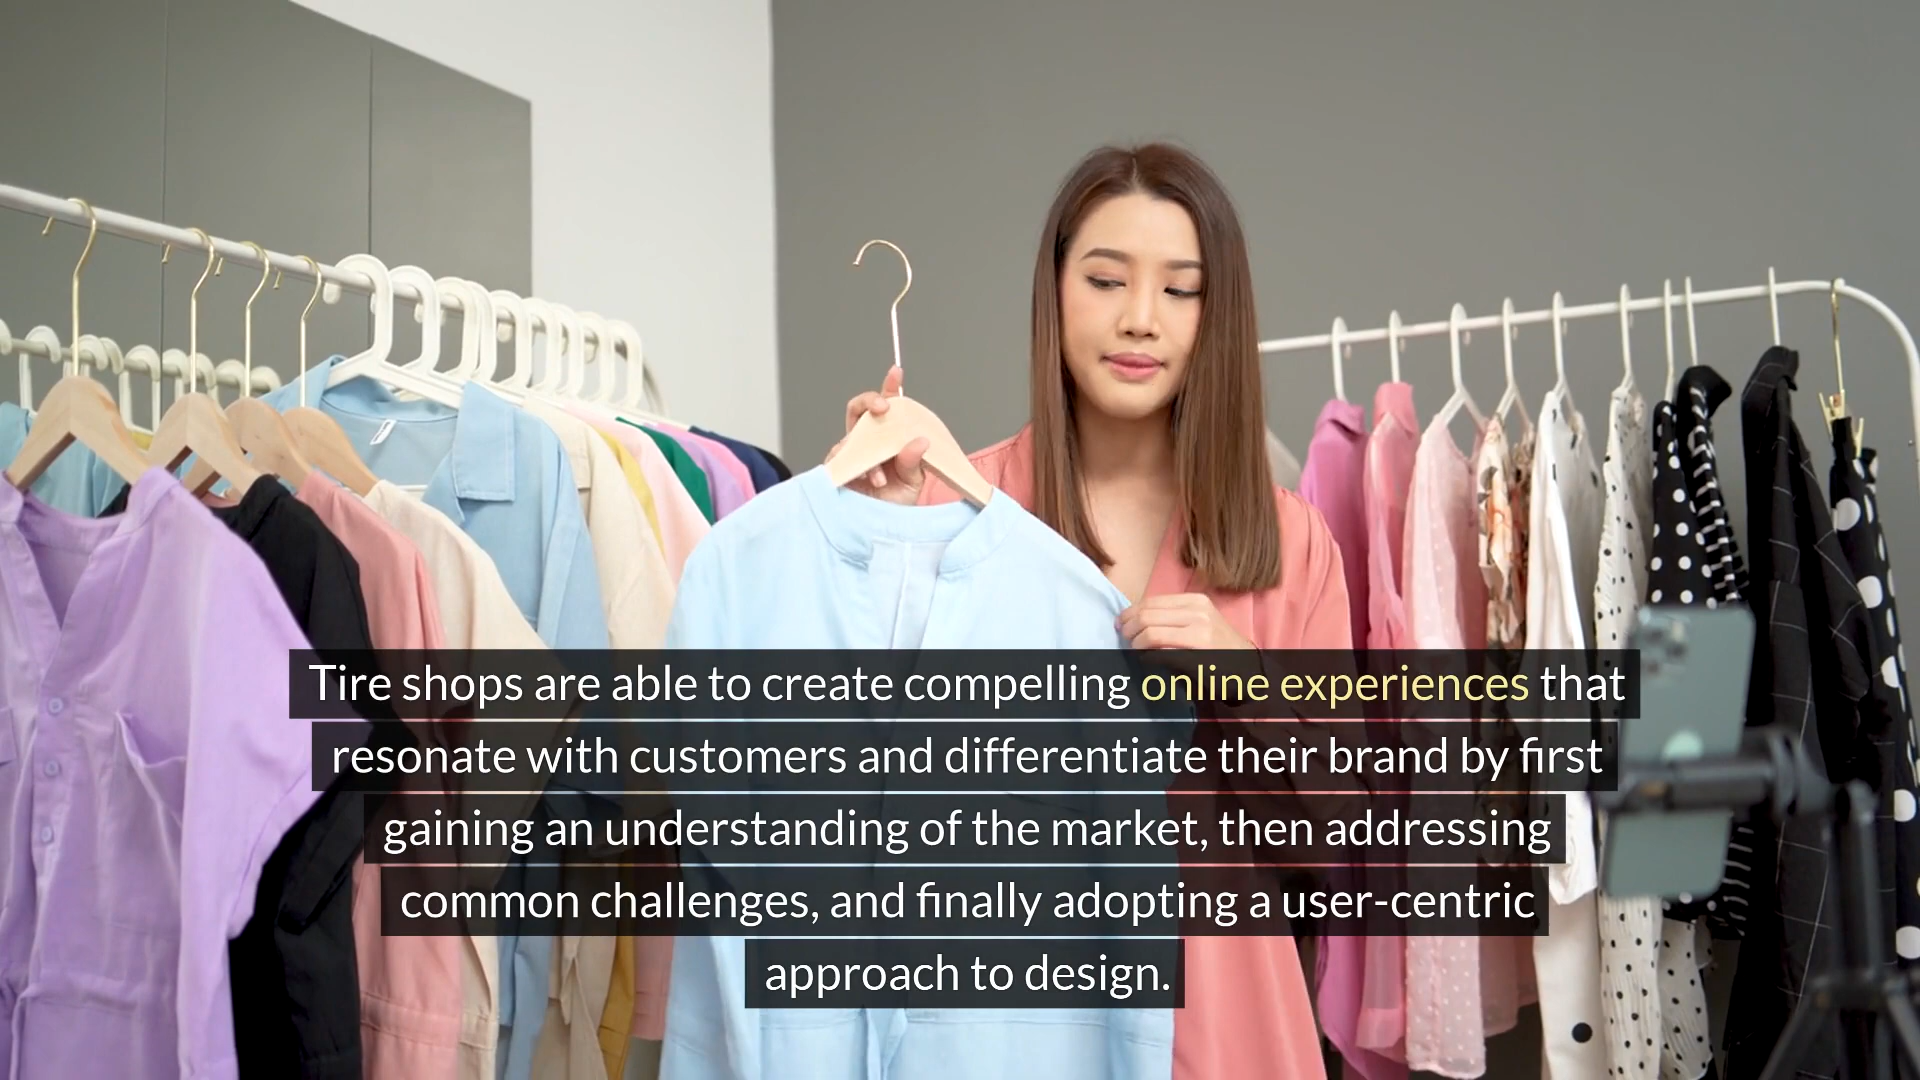 Tire shops are able to create compelling online experiences that
resonate with customers and differentiate their brand by first
gaining an understanding of the market, then addressing
common challenges, and finally adopting a user-centric
approach to design.